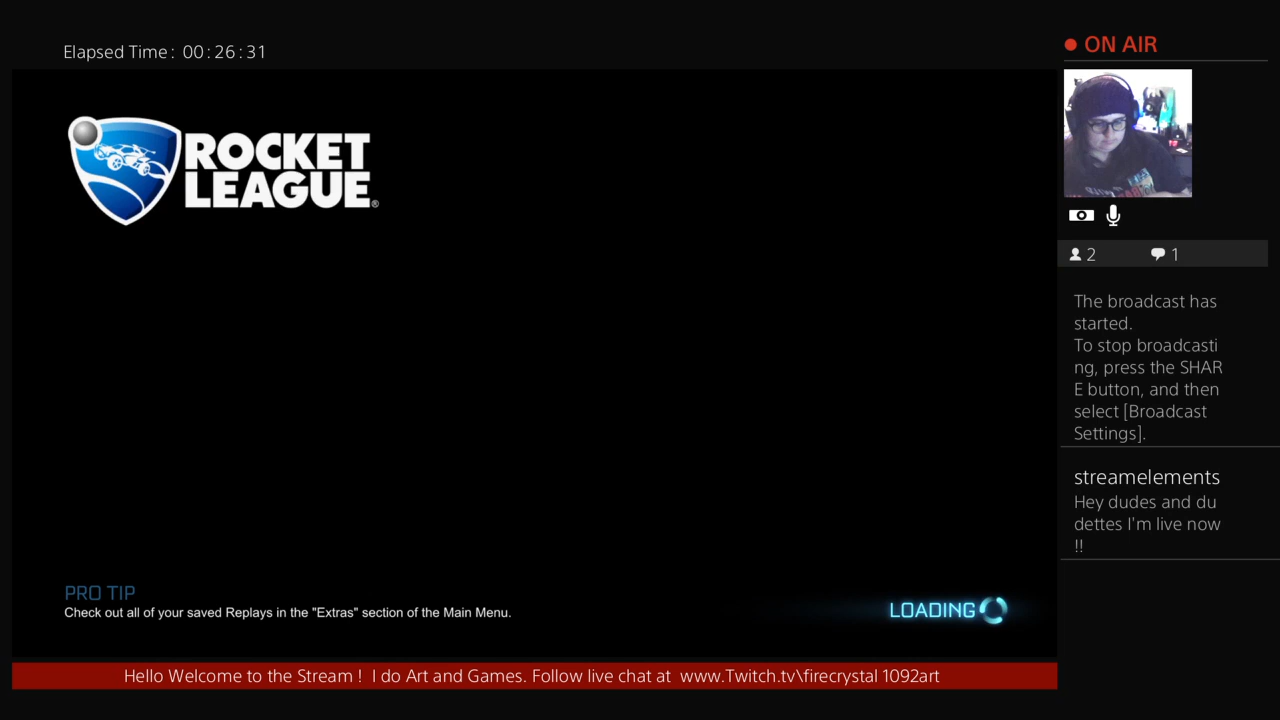 Elapsed Time: 00:26:31
ON AIR
ROCKET
LEAGUE®
2
1
The broadcast has
started.
To stop broadcasti
ng, press the SHAR
E button, and then
select [Broadcast
Settings].
streamelements
Hey dudes and du
dettes I'm live now
!!
PRO TIP
Check out all of your saved Replays in the "Extras" section of the Main Menu.
LOADING
Hello Welcome to the Stream ! I do Art and Games. Follow live chat at www.Twitch.tv\firecrystal1092art